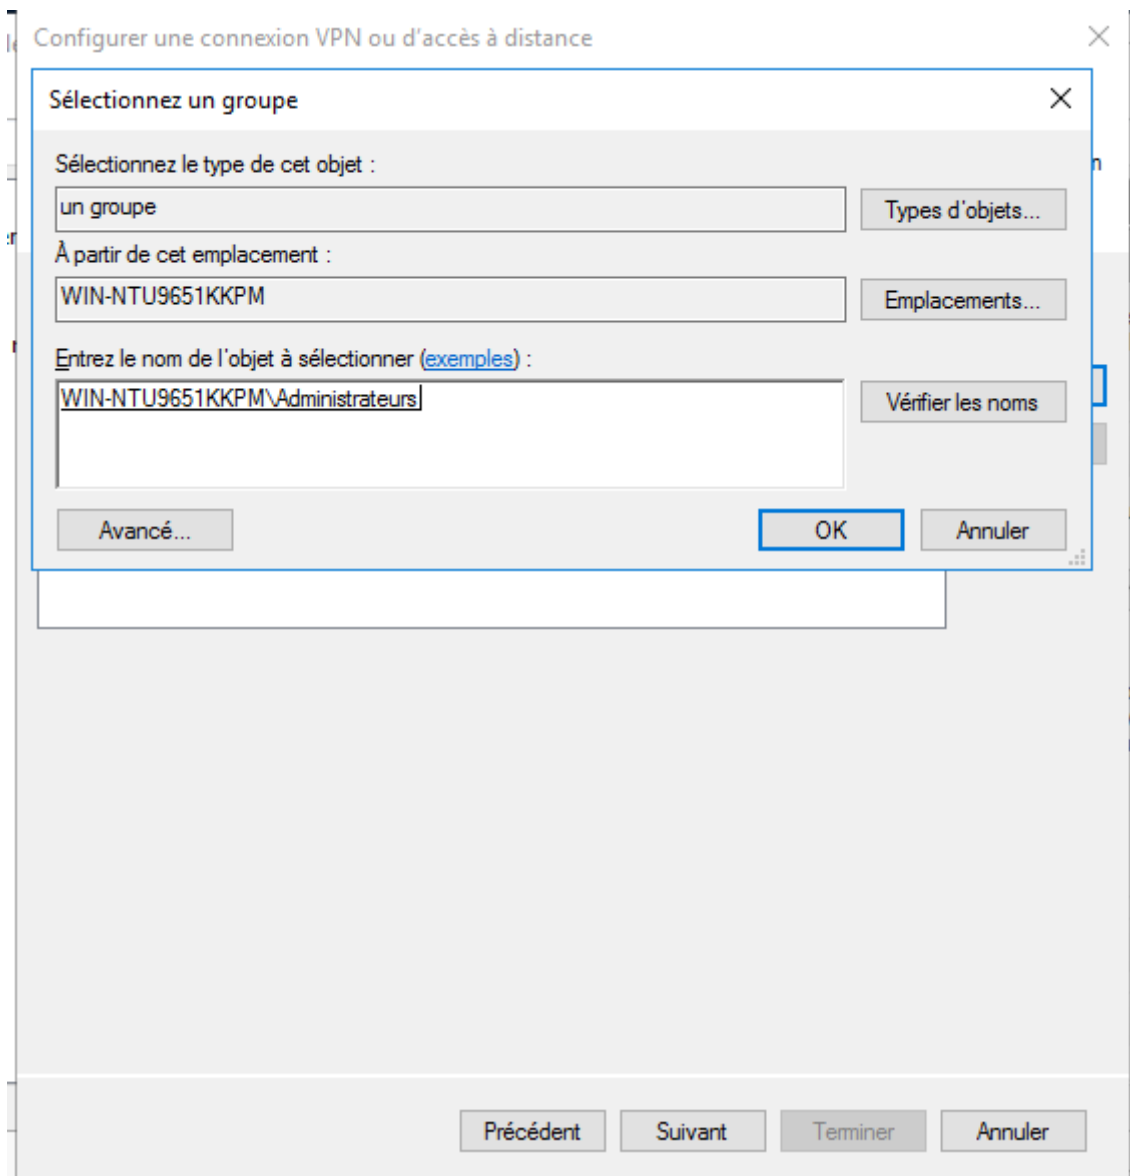 Configurer une connexion VPN ou d'accès à distance
Sélectionnez un groupe
Sélectionnez le type de cet objet :
un groupe
Types d'objets...
À partir de cet emplacement :
WIN-NTU9651KKPM
Emplacements...
Entrez le nom de l'objet à sélectionner (exemples) :
WIN-NTU9651KKPM\Administrateurs
Vérifier les noms
Avancé...
OK
Annuler
Précédent
Suivant
Terminer
Annuler